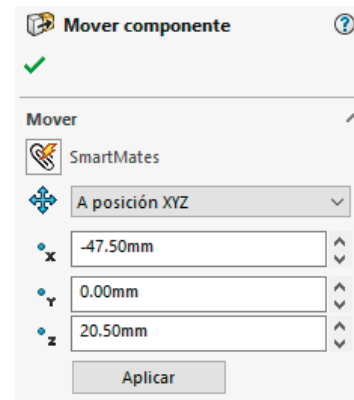 Mover componente
Mover
SmartMates
A posición XYZ
X -47.50mm
Y 0.00mm
Z 20.50mm
Aplicar